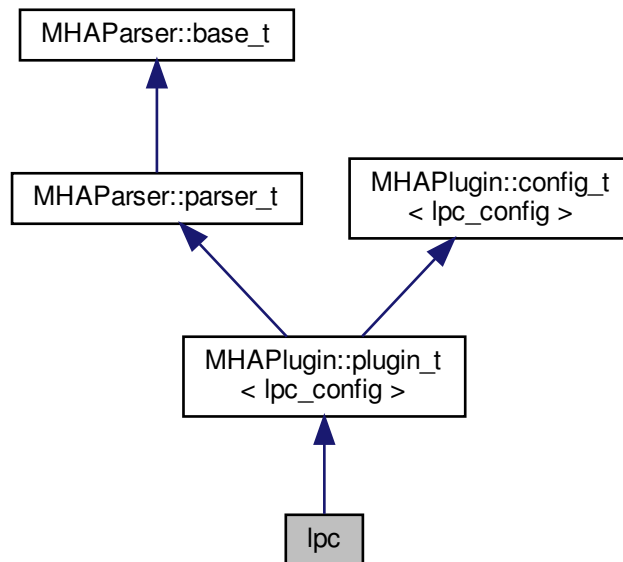 MHAParser::base_t
MHAParser::parser_t
MHAPlugin::config_t
< lpc_config >
MHAPlugin::plugin_t
< lpc_config >
lpc